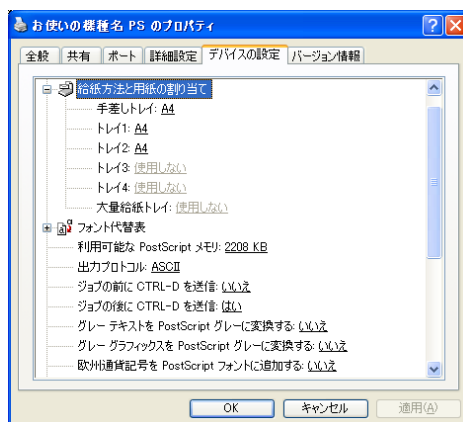 お使いの機種名 PS のプロパティ
全般 共有 ポート 詳細設定 デバイスの設定 バージョン情報
給紙方法と用紙の割り当て
手差しトレイ: A4
トレイ1: A4
トレイ2: A4
トレイ3: 使用しない
トレイ4: 使用しない
大量給紙トレイ: 使用しない
フォント代替表
利用可能な PostScript メモリ: 2208 KB
出力プロトコル: ASCII
ジョブの前に CTRL-D を送信: いいえ
ジョブの後に CTRL-D を送信: はい
グレー テキストを PostScript グレーに変換する: いいえ
グレー グラフィックスを PostScript グレーに変換する: いいえ
欧州通貨記号を PostScript フォントに追加する: いいえ
OK キャンセル 適用(A)